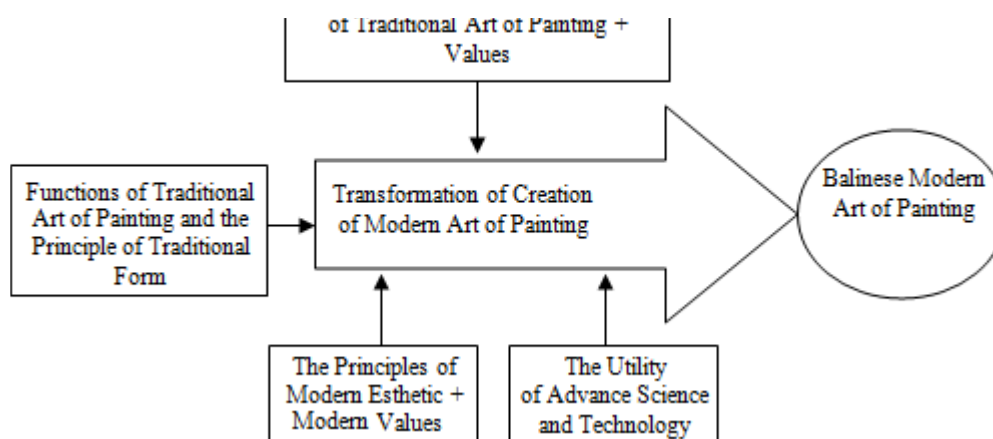 of Traditional Art of Painting +
Values
Functions of Traditional
Art of Painting and the
Principle of Traditional
Form
Transformation of Creation
of Modern Art of Painting
Balinese Modern
Art of Painting
The Principles of
Modern Esthetic +
Modern Values
The Utility
of Advance Science
and Technology